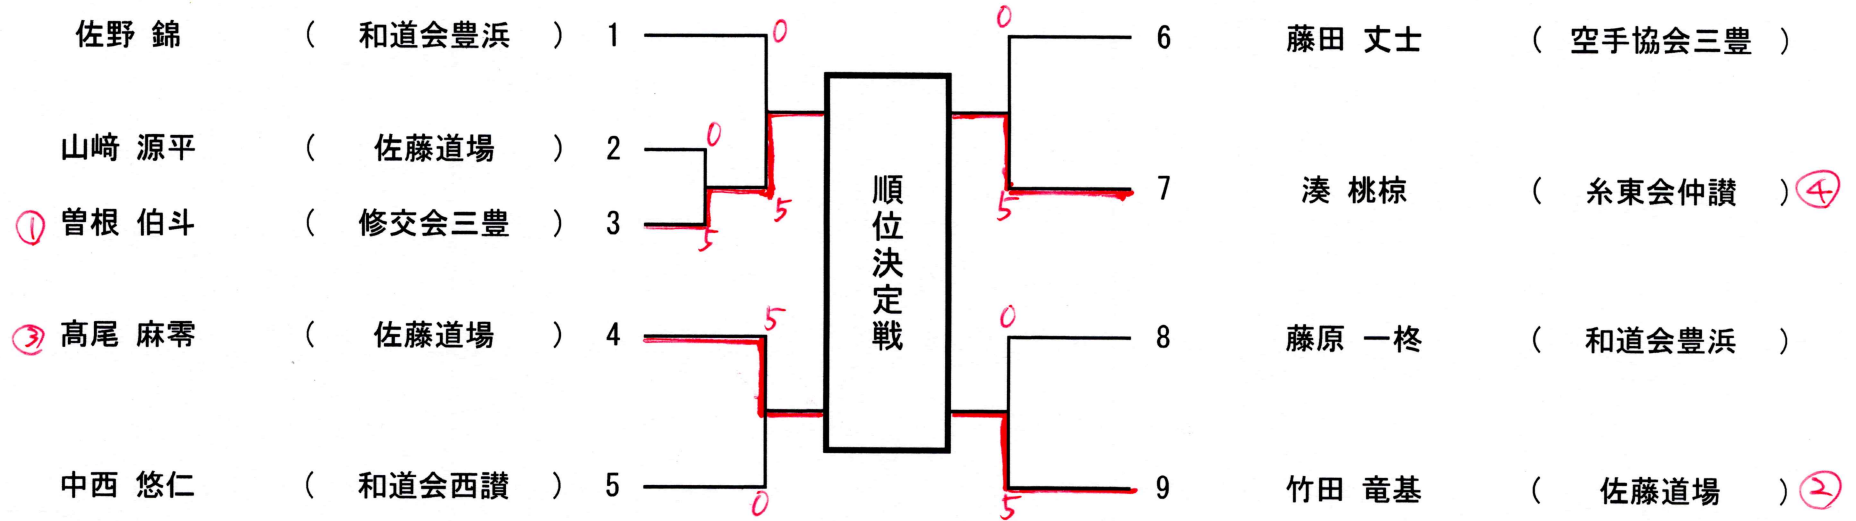 佐野 錦 ( 和道会豊浜 ) 1 0
山﨑 源平 ( 佐藤道場 ) 2 0
① 曽根 伯斗 ( 修交会三豊 ) 3 5 5
③ 髙尾 麻零 ( 佐藤道場 ) 4 5
中西 悠仁 ( 和道会西讃 ) 5 0
順位決定戦
0 6 藤田 丈士 ( 空手協会三豊 )
5 7 湊 桃椋 ( 糸東会仲讃 ) ④
0 8 藤原 一柊 ( 和道会豊浜 )
5 9 竹田 竜基 ( 佐藤道場 ) ②